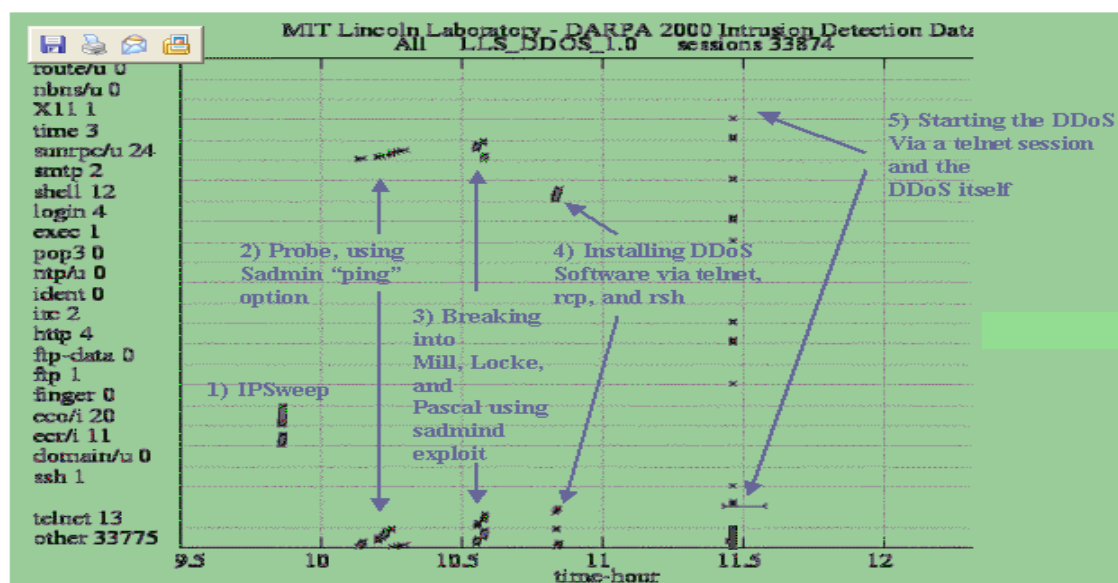 MIT Lincoln Laboratory - DARPA 2000 Intrusion Detection Data
All LLS_DDOS_1.0 sessions 33874
route/u 0
nbns/u 0
X11 1
time 3
sunrpc/u 24
smtp 2
shell 12
login 4
exec 1
pop3 0
ntp/u 0
ident 0
irc 2
http 4
ftp-data 0
ftp 1
finger 0
eco/i 20
ecr/i 11
domain/u 0
ssh 1
telnet 13
other 33775
1) IPSweep
2) Probe, using
Sadmin “ping”
option
3) Breaking
into
Mill, Locke,
and
Pascal using
sadmind
exploit
4) Installing DDoS
Software via telnet,
rcp, and rsh
5) Starting the DDoS
Via a telnet session
and the
DDoS itself
9.5 10 10.5 11 11.5 12
time-hour